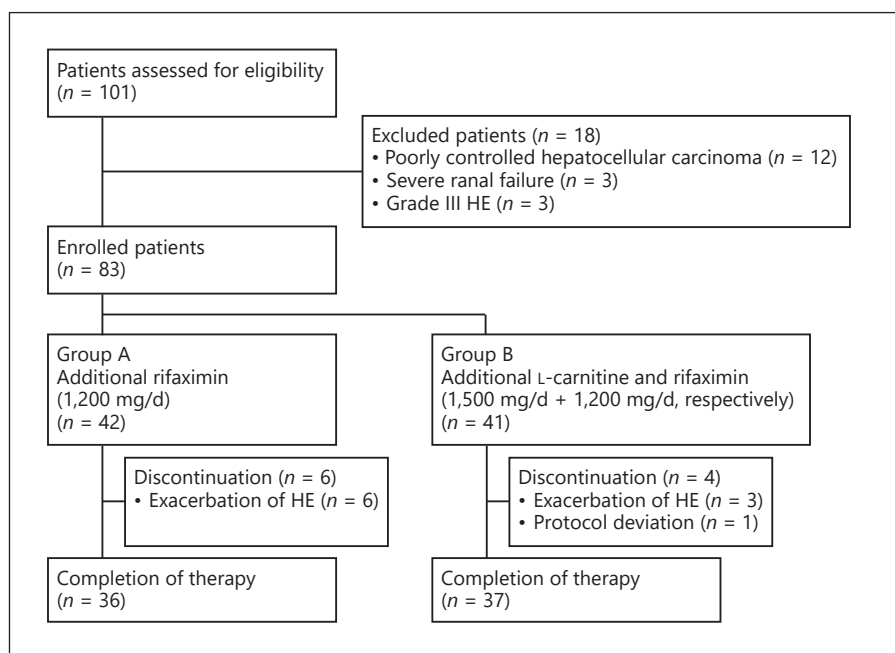 Patients assessed for eligibility
(n = 101)
Excluded patients (n = 18)
• Poorly controlled hepatocellular carcinoma (n = 12)
• Severe ranal failure (n = 3)
• Grade III HE (n = 3)
Enrolled patients
(n = 83)
Group A
Additional rifaximin
(1,200 mg/d)
(n = 42)
Group B
Additional L-carnitine and rifaximin
(1,500 mg/d + 1,200 mg/d, respectively)
(n = 41)
Discontinuation (n = 6)
• Exacerbation of HE (n = 6)
Discontinuation (n = 4)
• Exacerbation of HE (n = 3)
• Protocol deviation (n = 1)
Completion of therapy
(n = 36)
Completion of therapy
(n = 37)